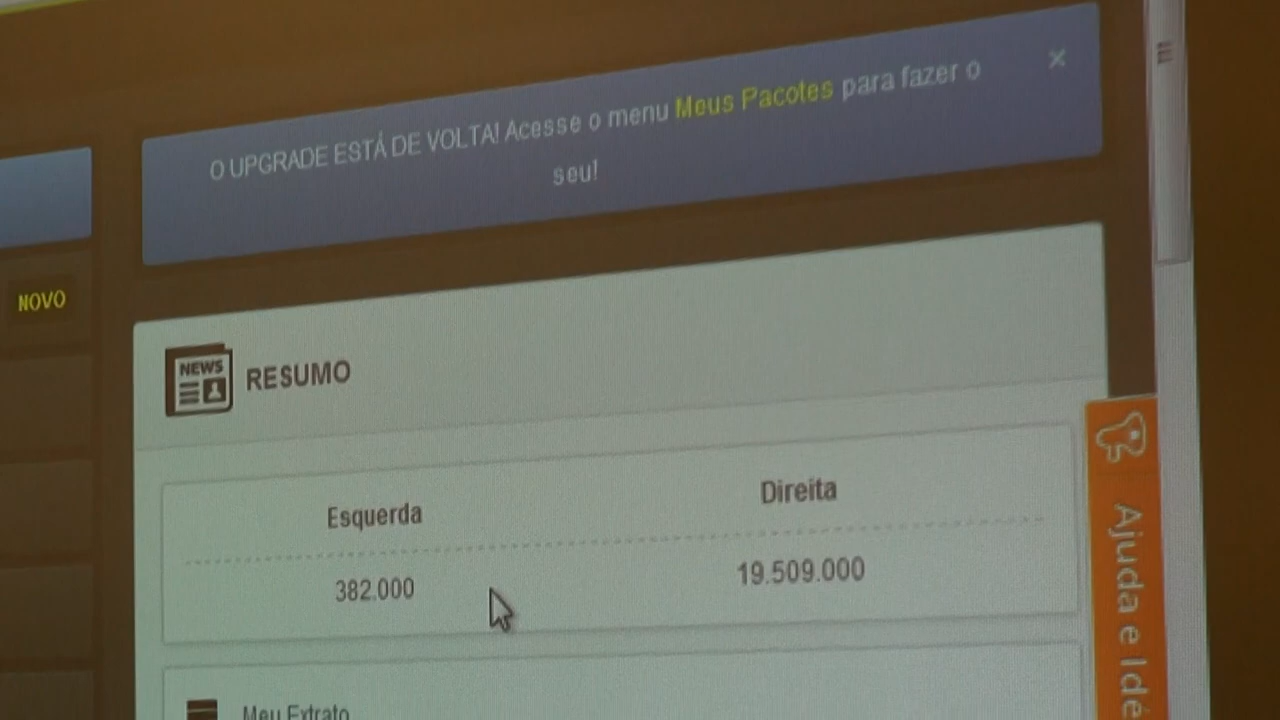 O UPGRADE ESTÁ DE VOLTA! Acesse o menu Meus Pacotes para fazer o
seu!
×
NOVO
NEWS
RESUMO
Esquerda
Direita
382.000
19.509.000
Meu Extrato
Ajuda e Idé